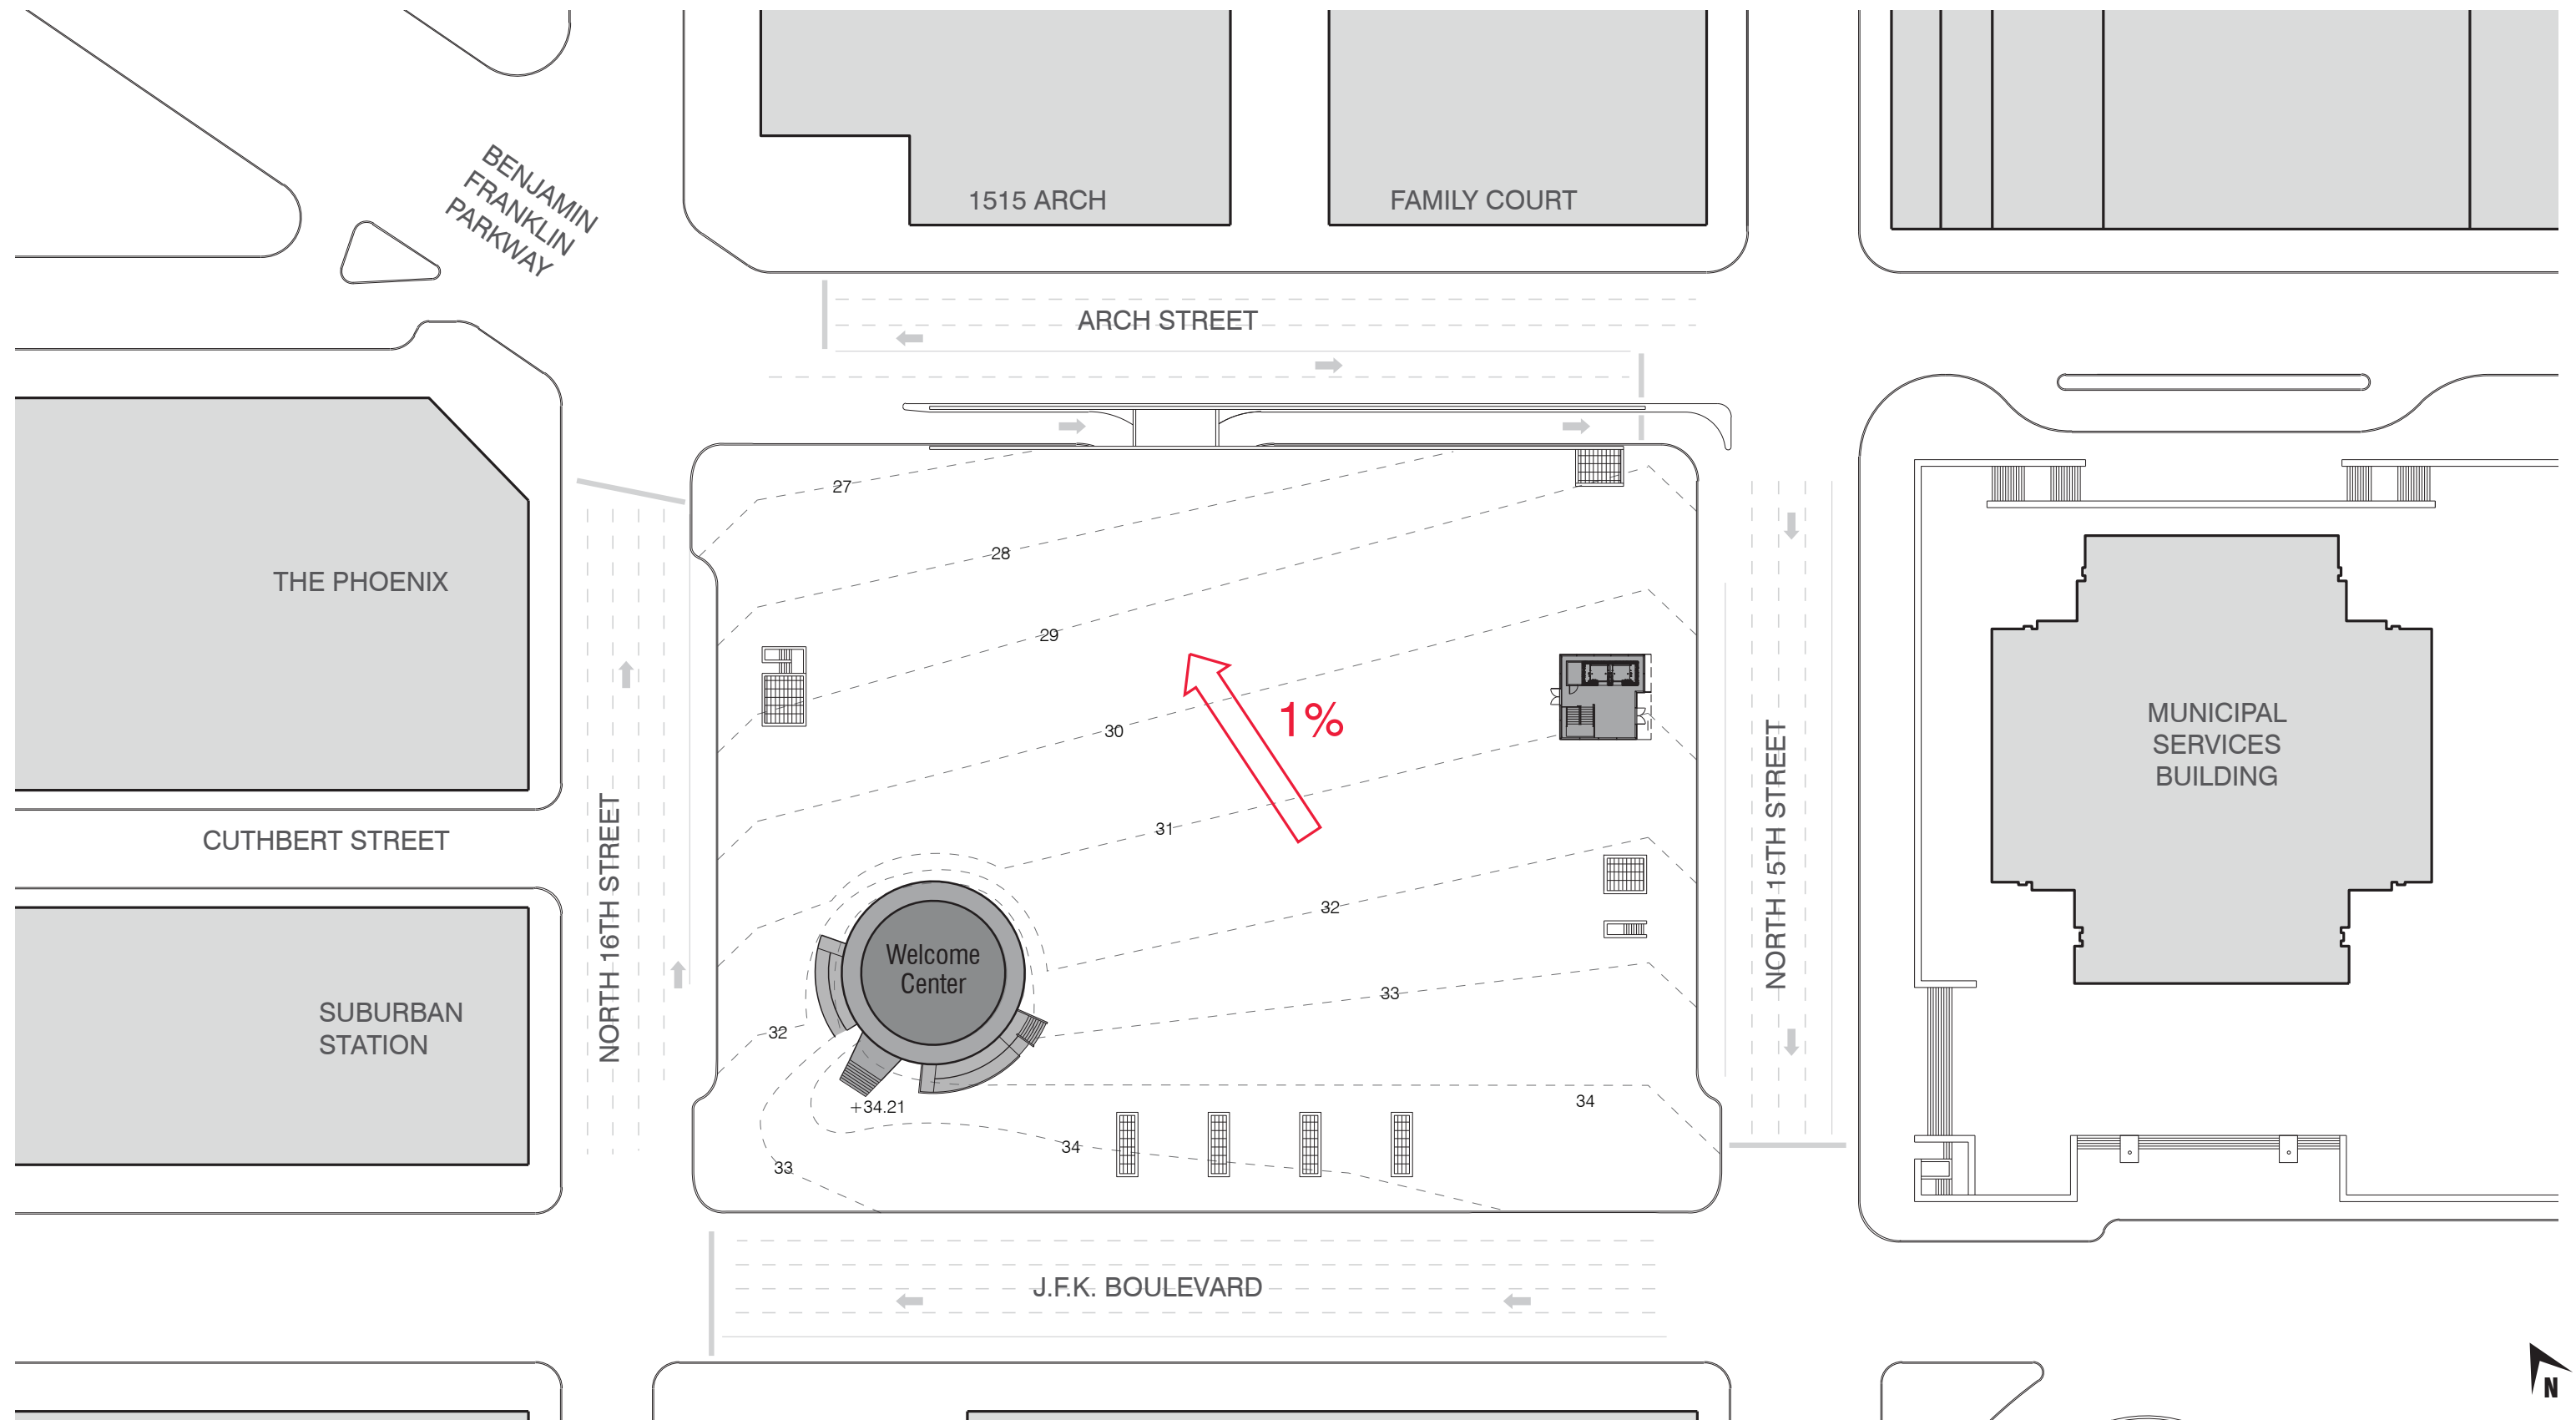 BENJAMIN
FRANKLIN
PARKWAY
1515 ARCH
FAMILY COURT
ARCH STREET
27
28
THE PHOENIX
29
1%
30
MUNICIPAL
SERVICES
BUILDING
31
CUTHBERT STREET
NORTH 16TH STREET
NORTH 15TH STREET
32
Welcome
Center
33
SUBURBAN
STATION
32
+34.21
34
34
33
J.F.K. BOULEVARD
N